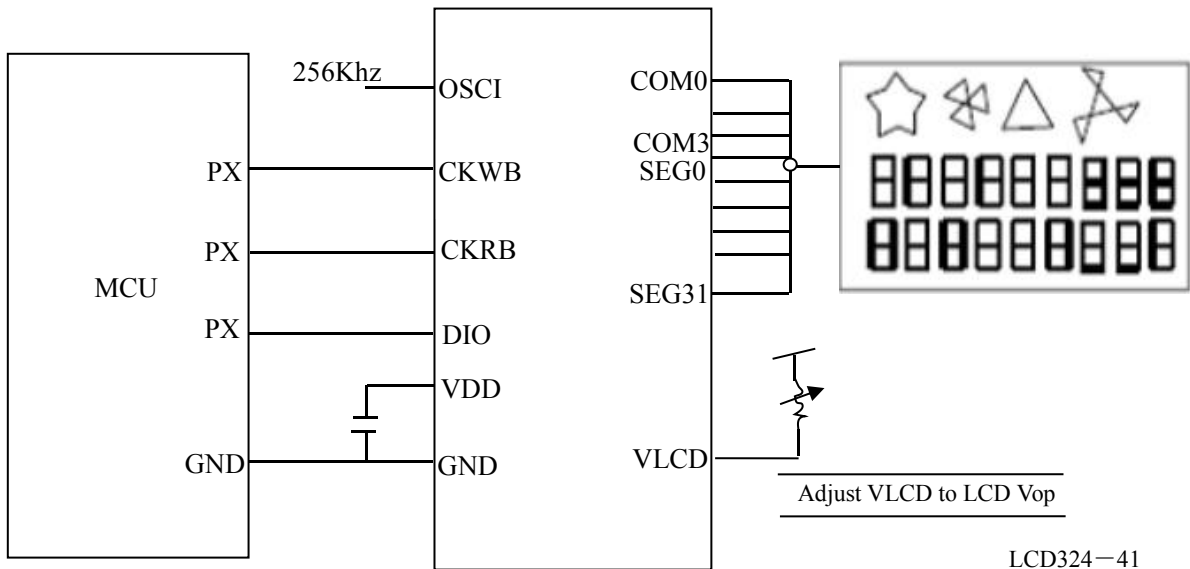 256Khz
OSCI
COM0
COM3
PX
CKWB
SEG0
PX
CKRB
MCU
SEG31
PX
DIO
VDD
GND
GND
VLCD
Adjust VLCD to LCD Vop
LCD324－41